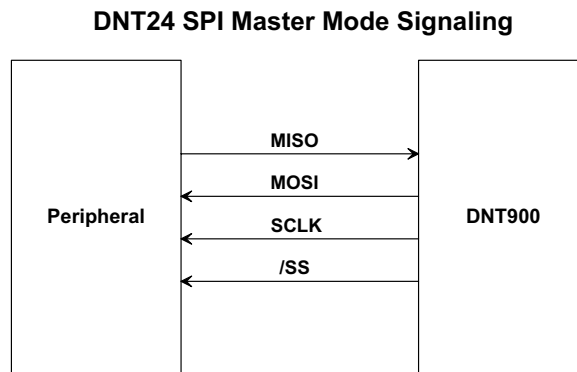 DNT24 SPI Master Mode Signaling
MISO
MOSI
Peripheral
DNT900
SCLK
/SS